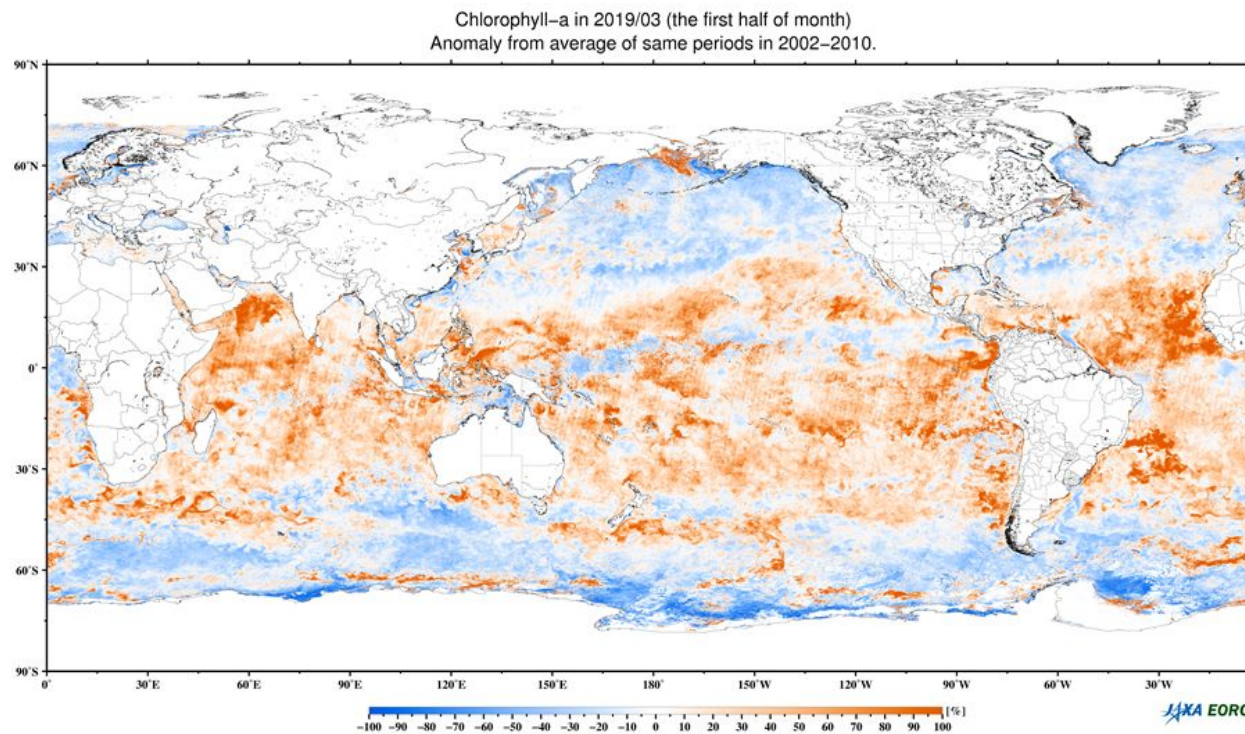 Chlorophyll-a in 2019/03 (the first half of month)
Anomaly from average of same periods in 2002-2010.
90˚N
60˚N
30˚N
0˚
30˚S
60˚S
90˚S
0˚ 30˚E 60˚E 90˚E 120˚E 150˚E 180˚ 150˚W 120˚W 90˚W 60˚W 30˚W
[%]
-100 -90 -80 -70 -60 -50 -40 -30 -20 -10 0 10 20 30 40 50 60 70 80 90 100
JAXA EORC